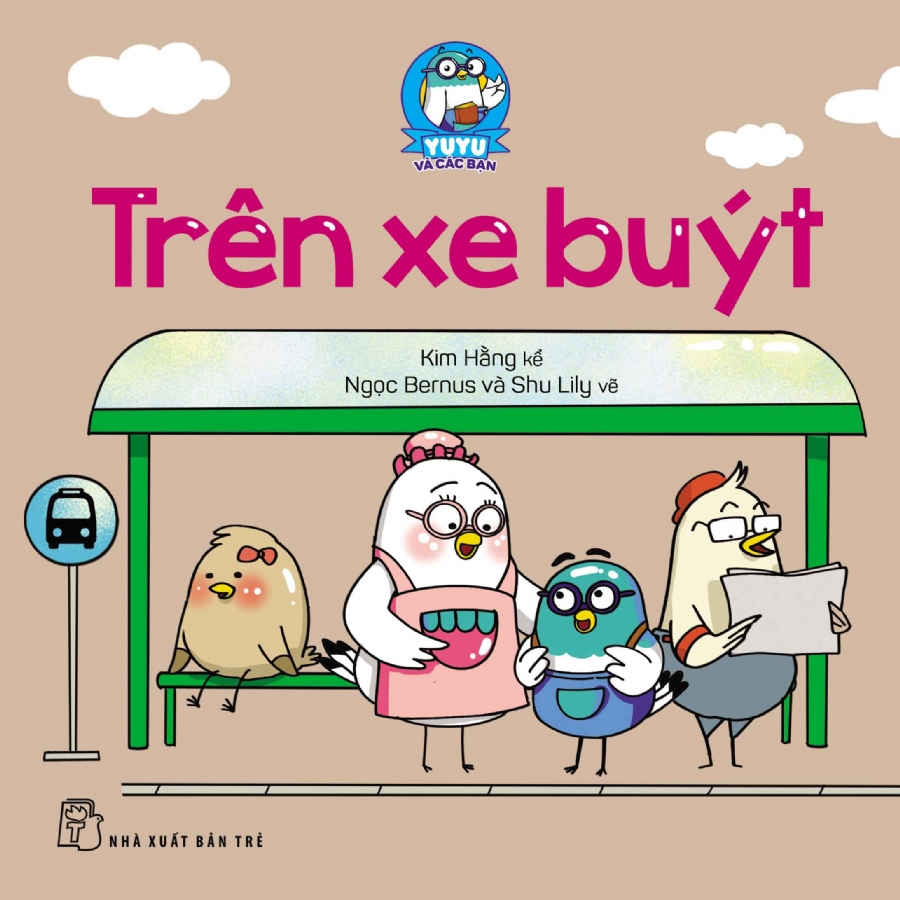 YUYU
VÀ CÁC BẠN
Trên xe buýt
Kim Hằng kể
Ngọc Bernus và Shu Lily vẽ
T
NHÀ XUẤT BẢN TRẺ